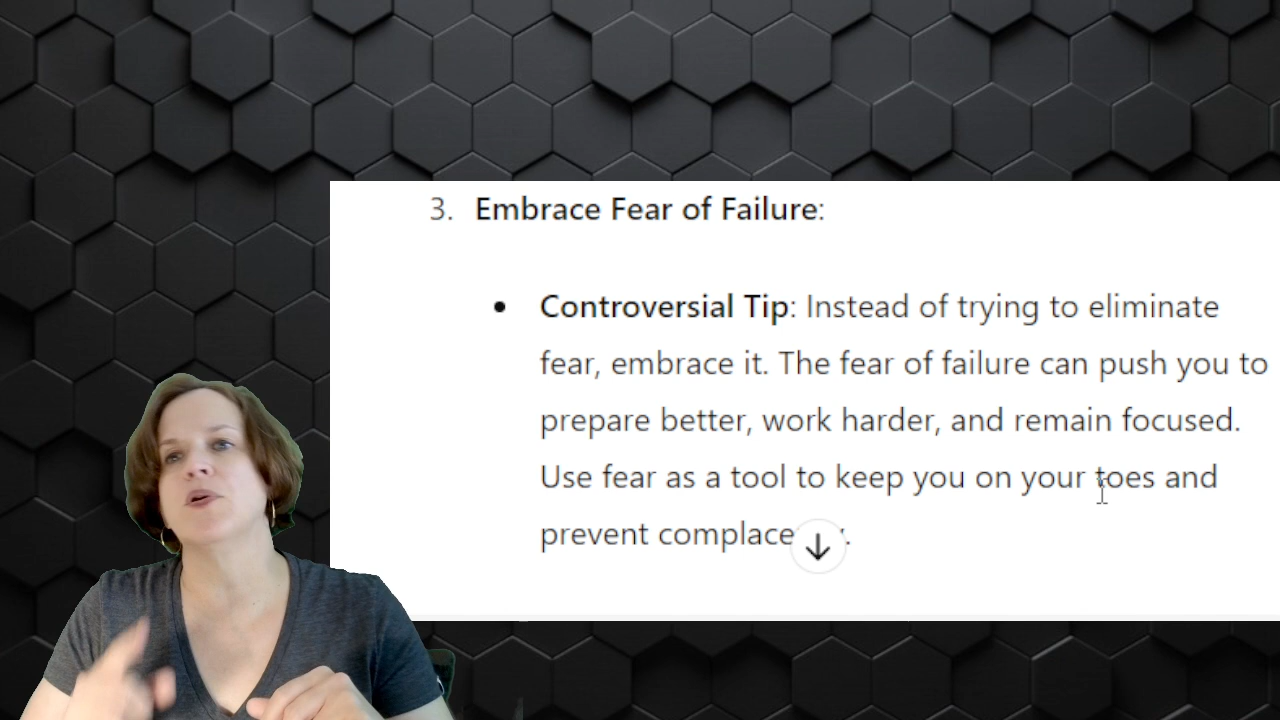 3. Embrace Fear of Failure:
• Controversial Tip: Instead of trying to eliminate
fear, embrace it. The fear of failure can push you to
prepare better, work harder, and remain focused.
Use fear as a tool to keep you on your toes and
prevent